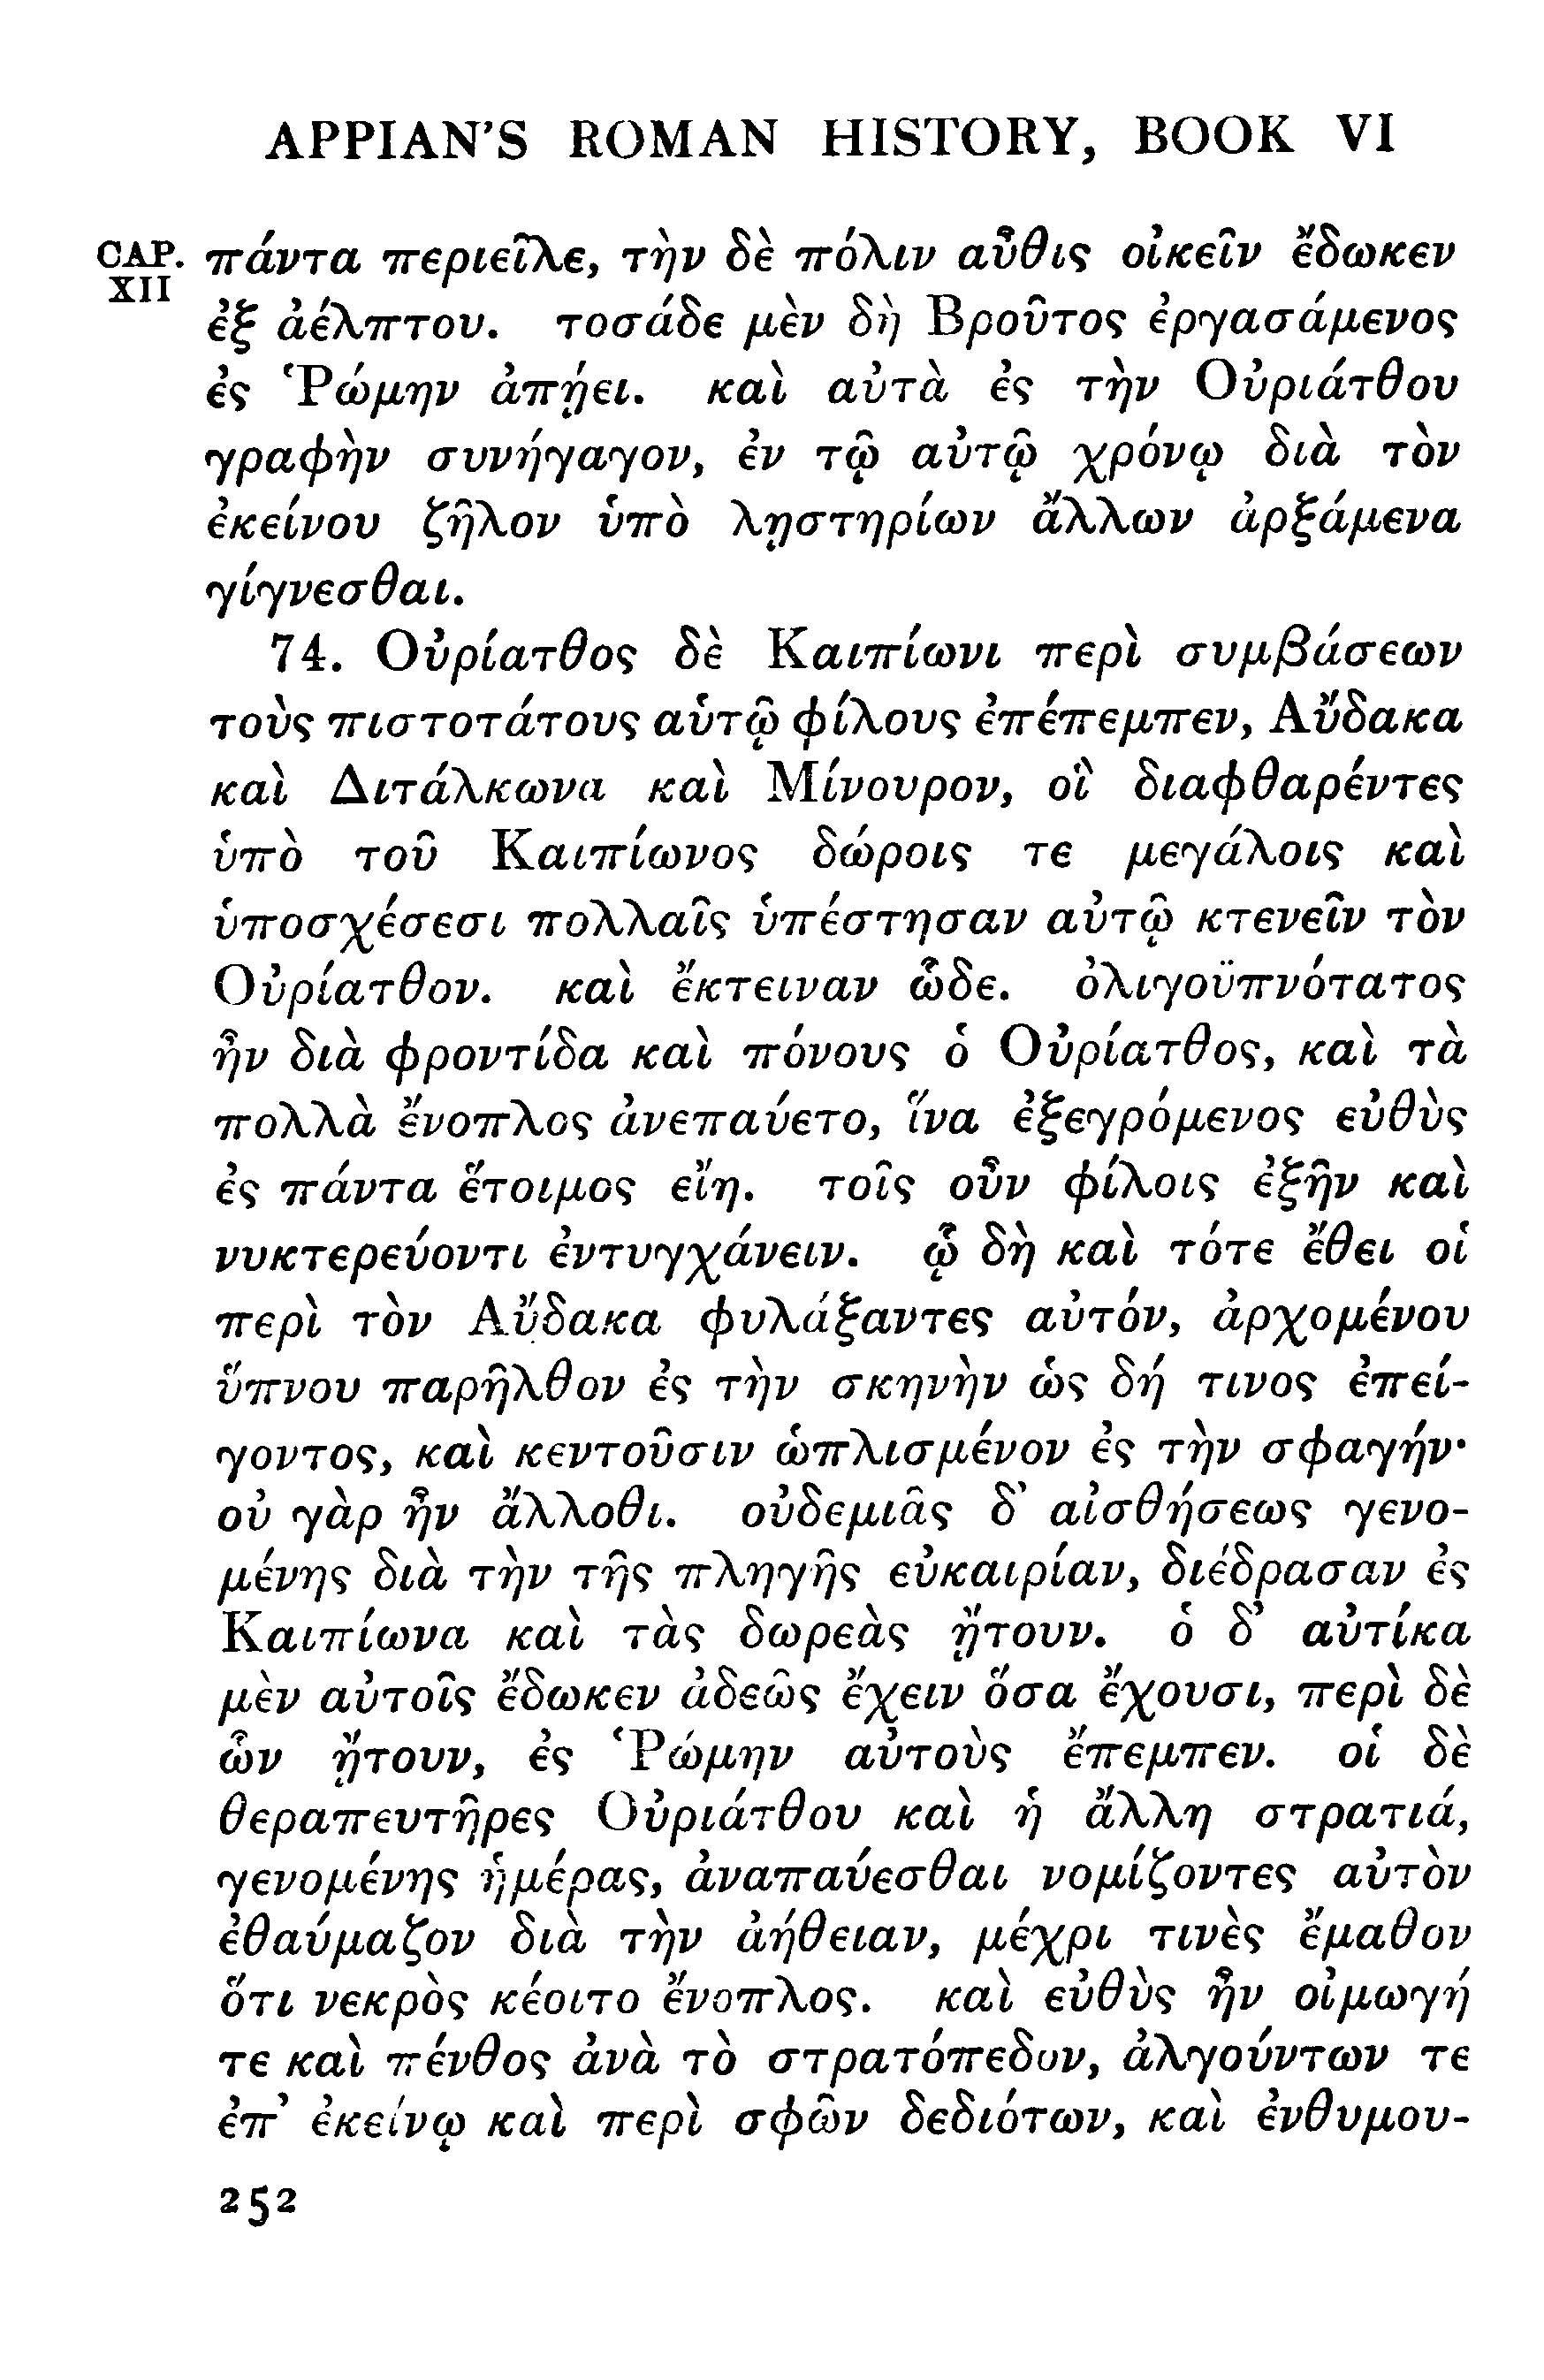 APPIAN'S ROMAN HISTORY, BOOK VI
CAP. XII
πάντα περιεῖλε, τὴν δὲ πόλιν αὖθις οἰκεῖν ἔδωκεν
ἐξ ἀέλπτου. τοσάδε μὲν δὴ Βροῦτος ἐργασάμενος
ἐς Ῥώμην ἀπῄει. καὶ αὐτὰ ἐς τὴν Οὐριάτθου
γραφὴν συνήγαγον, ἐν τῷ αὐτῷ χρόνῳ διὰ τὸν
ἐκείνου ζῆλον ὑπὸ λῃστηρίων ἄλλων ἀρξάμενα
γίγνεσθαι.
74. Οὐρίατθος δὲ Καιπίωνι περὶ συμβάσεων
τοὺς πιστοτάτους αὑτῷ φίλους ἐπέπεμπεν, Αὔδακα
καὶ Διτάλκωνα καὶ Μίνουρον, οἳ διαφθαρέντες
ὑπὸ τοῦ Καιπίωνος δώροις τε μεγάλοις καὶ
ὑποσχέσεσι πολλαῖς ὑπέστησαν αὐτῷ κτενεῖν τὸν
Οὐρίατθον. καὶ ἔκτειναν ὧδε. ὀλιγοϋπνότατος
ἦν διὰ φροντίδα καὶ πόνους ὁ Οὐρίατθος, καὶ τὰ
πολλὰ ἔνοπλος ἀνεπαύετο, ἵνα ἐξεγρόμενος εὐθὺς
ἐς πάντα ἕτοιμος εἴη. τοῖς οὖν φίλοις ἐξῆν καὶ
νυκτερεύοντι ἐντυγχάνειν. ᾧ δὴ καὶ τότε ἔθει οἱ
περὶ τὸν Αὔδακα φυλάξαντες αὐτόν, ἀρχομένου
ὕπνου παρῆλθον ἐς τὴν σκηνὴν ὡς δή τινος ἐπεί-
γοντος, καὶ κεντοῦσιν ὡπλισμένον ἐς τὴν σφαγήν·
οὐ γὰρ ἦν ἄλλοθι. οὐδεμιᾶς δ' αἰσθήσεως γενο-
μένης διὰ τὴν τῆς πληγῆς εὐκαιρίαν, διέδρασαν ἐς
Καιπίωνα καὶ τὰς δωρεὰς ᾔτουν. ὁ δ' αὐτίκα
μὲν αὐτοῖς ἔδωκεν ἀδεῶς ἔχειν ὅσα ἔχουσι, περὶ δὲ
ὧν ᾔτουν, ἐς Ῥώμην αὐτοὺς ἔπεμπεν. οἱ δὲ
θεραπευτῆρες Οὐριάτθου καὶ ἡ ἄλλη στρατιά,
γενομένης ἡμέρας, ἀναπαύεσθαι νομίζοντες αὐτὸν
ἐθαύμαζον διὰ τὴν ἀήθειαν, μέχρι τινὲς ἔμαθον
ὅτι νεκρὸς κέοιτο ἔνοπλος. καὶ εὐθὺς ἦν οἰμωγή
τε καὶ πένθος ἀνὰ τὸ στρατόπεδον, ἀλγούντων τε
ἐπ' ἐκείνῳ καὶ περὶ σφῶν δεδιότων, καὶ ἐνθυμου-
252